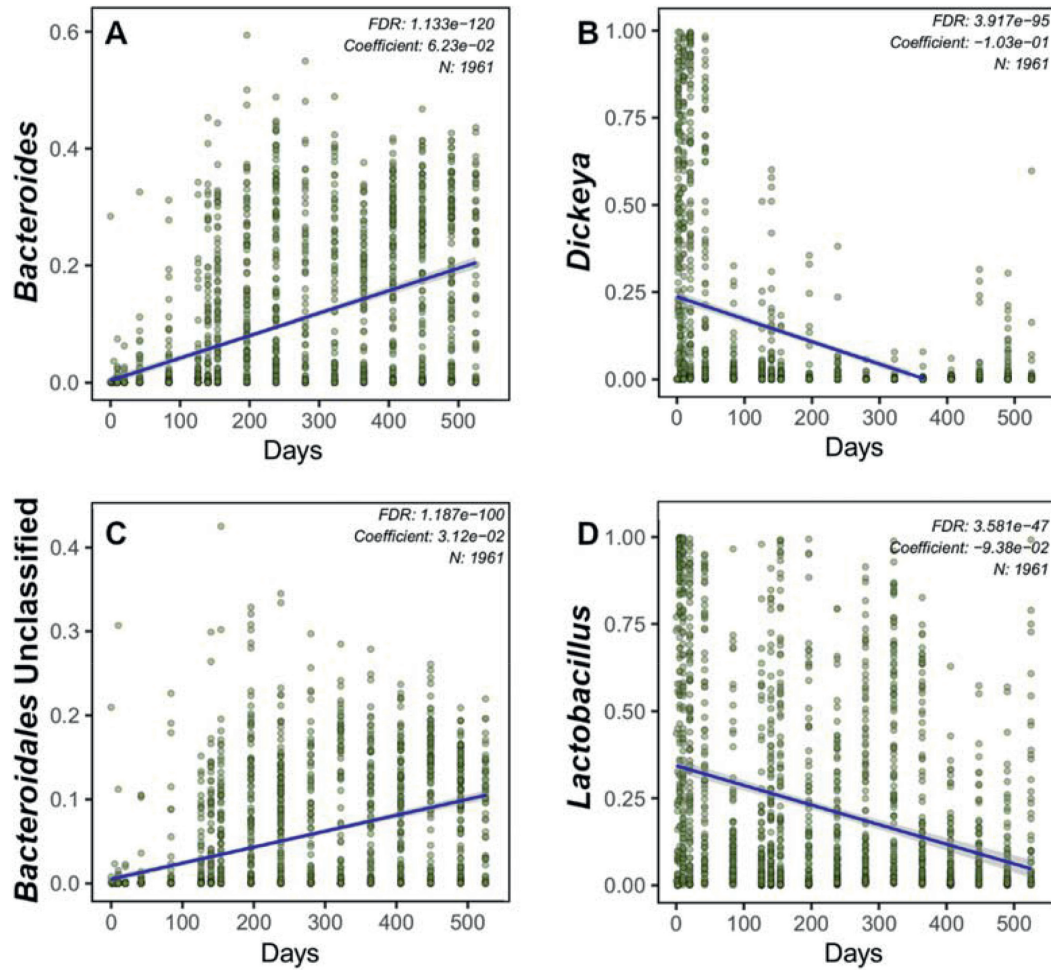 A
FDR: 1.133e−120
Coefficient: 6.23e−02
N: 1961
Bacteroides
0.6
0.4
0.2
0.0
0 100 200 300 400 500
Days
B
FDR: 3.917e−95
Coefficient: −1.03e−01
N: 1961
Dickeya
1.00
0.75
0.50
0.25
0.00
0 100 200 300 400 500
Days
C
FDR: 1.187e−100
Coefficient: 3.12e−02
N: 1961
Bacteroidales Unclassified
0.4
0.3
0.2
0.1
0.0
0 100 200 300 400 500
Days
D
FDR: 3.581e−47
Coefficient: −9.38e−02
N: 1961
Lactobacillus
1.00
0.75
0.50
0.25
0.00
0 100 200 300 400 500
Days